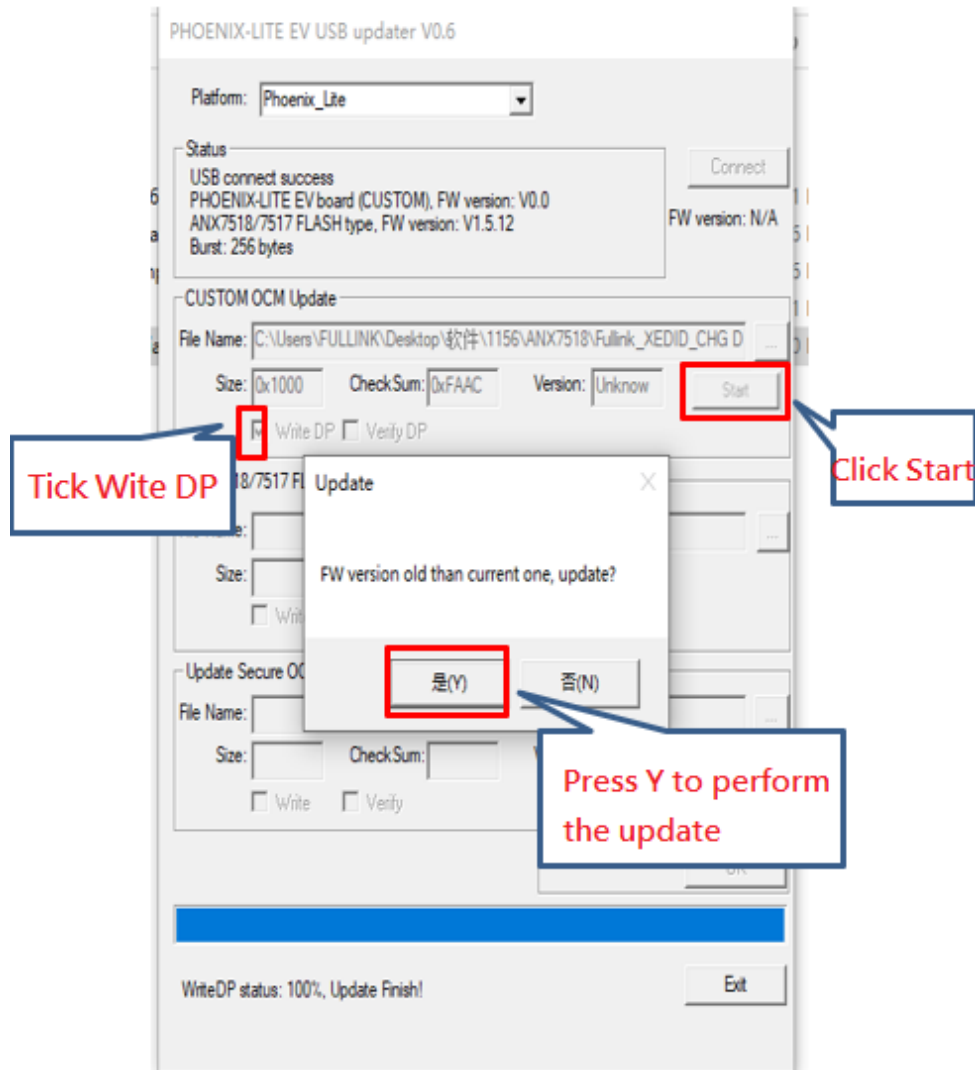 PHOENIX-LITE EV USB updater V0.6
Platform: Phoenix_Lite
Status
USB connect success
PHOENIX-LITE EV board (CUSTOM), FW version: V0.0
ANX7518/7517 FLASH type, FW version: V1.5.12
Burst: 256 bytes
Connect
FW version: N/A
CUSTOM OCM Update
File Name: C:\Users\FULLINK\Desktop\软件\1156\ANX7518\Fullink_XEDID_CHG D ...
Size: 0x1000 CheckSum: 0xFAAC Version: Unknow Start
Write DP Verify DP
Tick Wite DP
Click Start
18/7517 FL
Update X
...
Size:
FW version old than current one, update?
是(Y) 否(N)
Update Secure OC
File Name: ...
Size: CheckSum:
Write Verify
Press Y to perform
the update
WriteDP status: 100%, Update Finish!
Exit